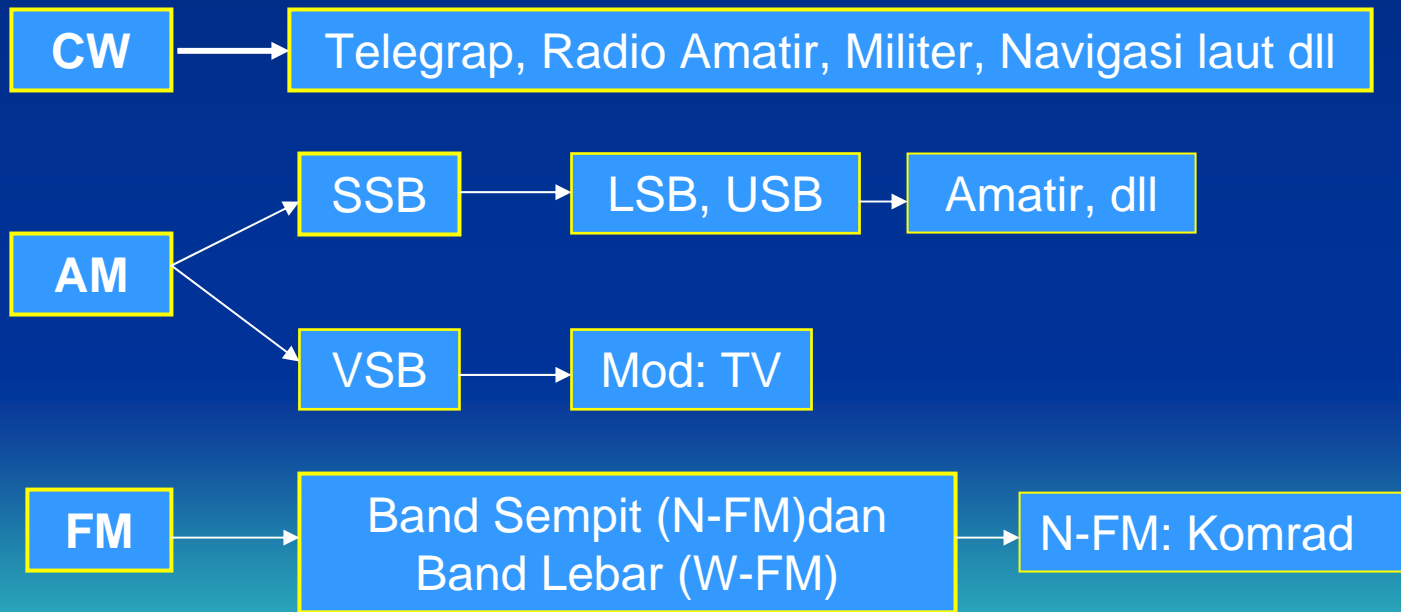 CW
Telegrap, Radio Amatir, Militer, Navigasi laut dll
AM
SSB
LSB, USB
Amatir, dll
VSB
Mod: TV
FM
Band Sempit (N-FM)dan
Band Lebar (W-FM)
N-FM: Komrad